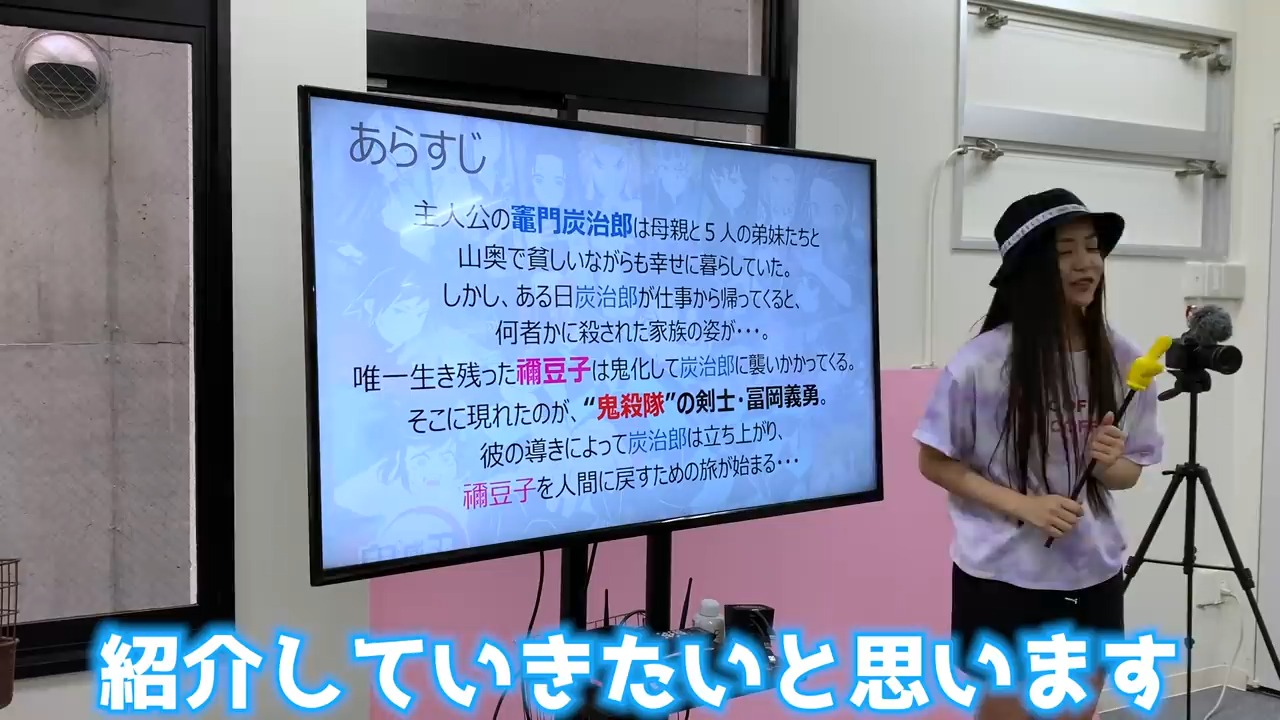 あらすじ
主人公の竈門炭治郎は母親と５人の弟妹たちと
山奥で貧しいながらも幸せに暮らしていた。
しかし、ある日炭治郎が仕事から帰ってくると、
何者かに殺された家族の姿が・・・。
唯一生き残った禰豆子は鬼化して炭治郎に襲いかかってくる。
そこに現れたのが、“鬼殺隊”の剣士・冨岡義勇。
彼の導きによって炭治郎は立ち上がり、
禰豆子を人間に戻すための旅が始まる・・・
紹介していきたいと思います